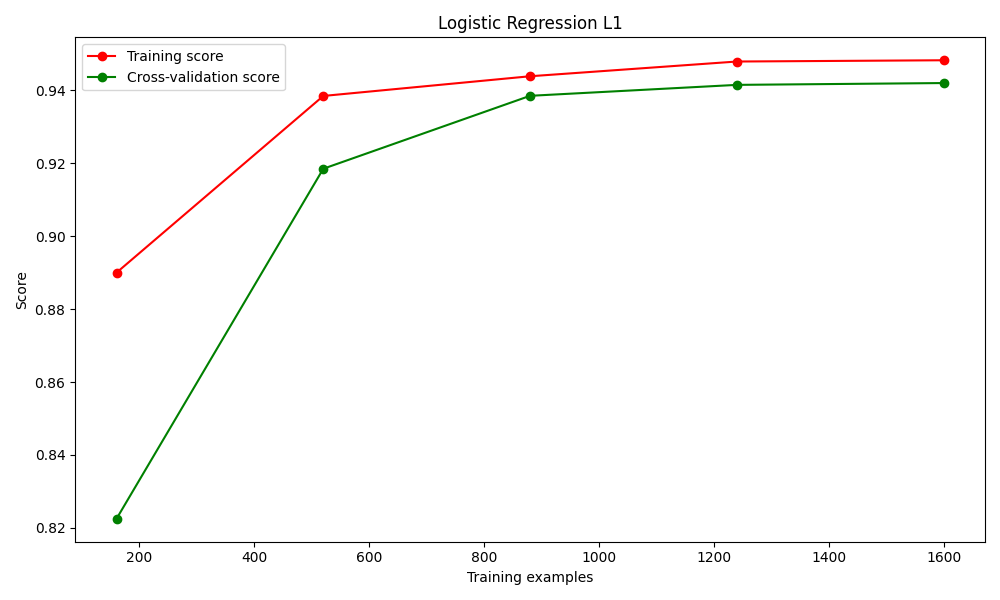 Logistic Regression L1
Training score
Cross-validation score
0.94
0.92
0.90
0.88
0.86
0.84
0.82
Score
200 400 600 800 1000 1200 1400 1600
Training examples